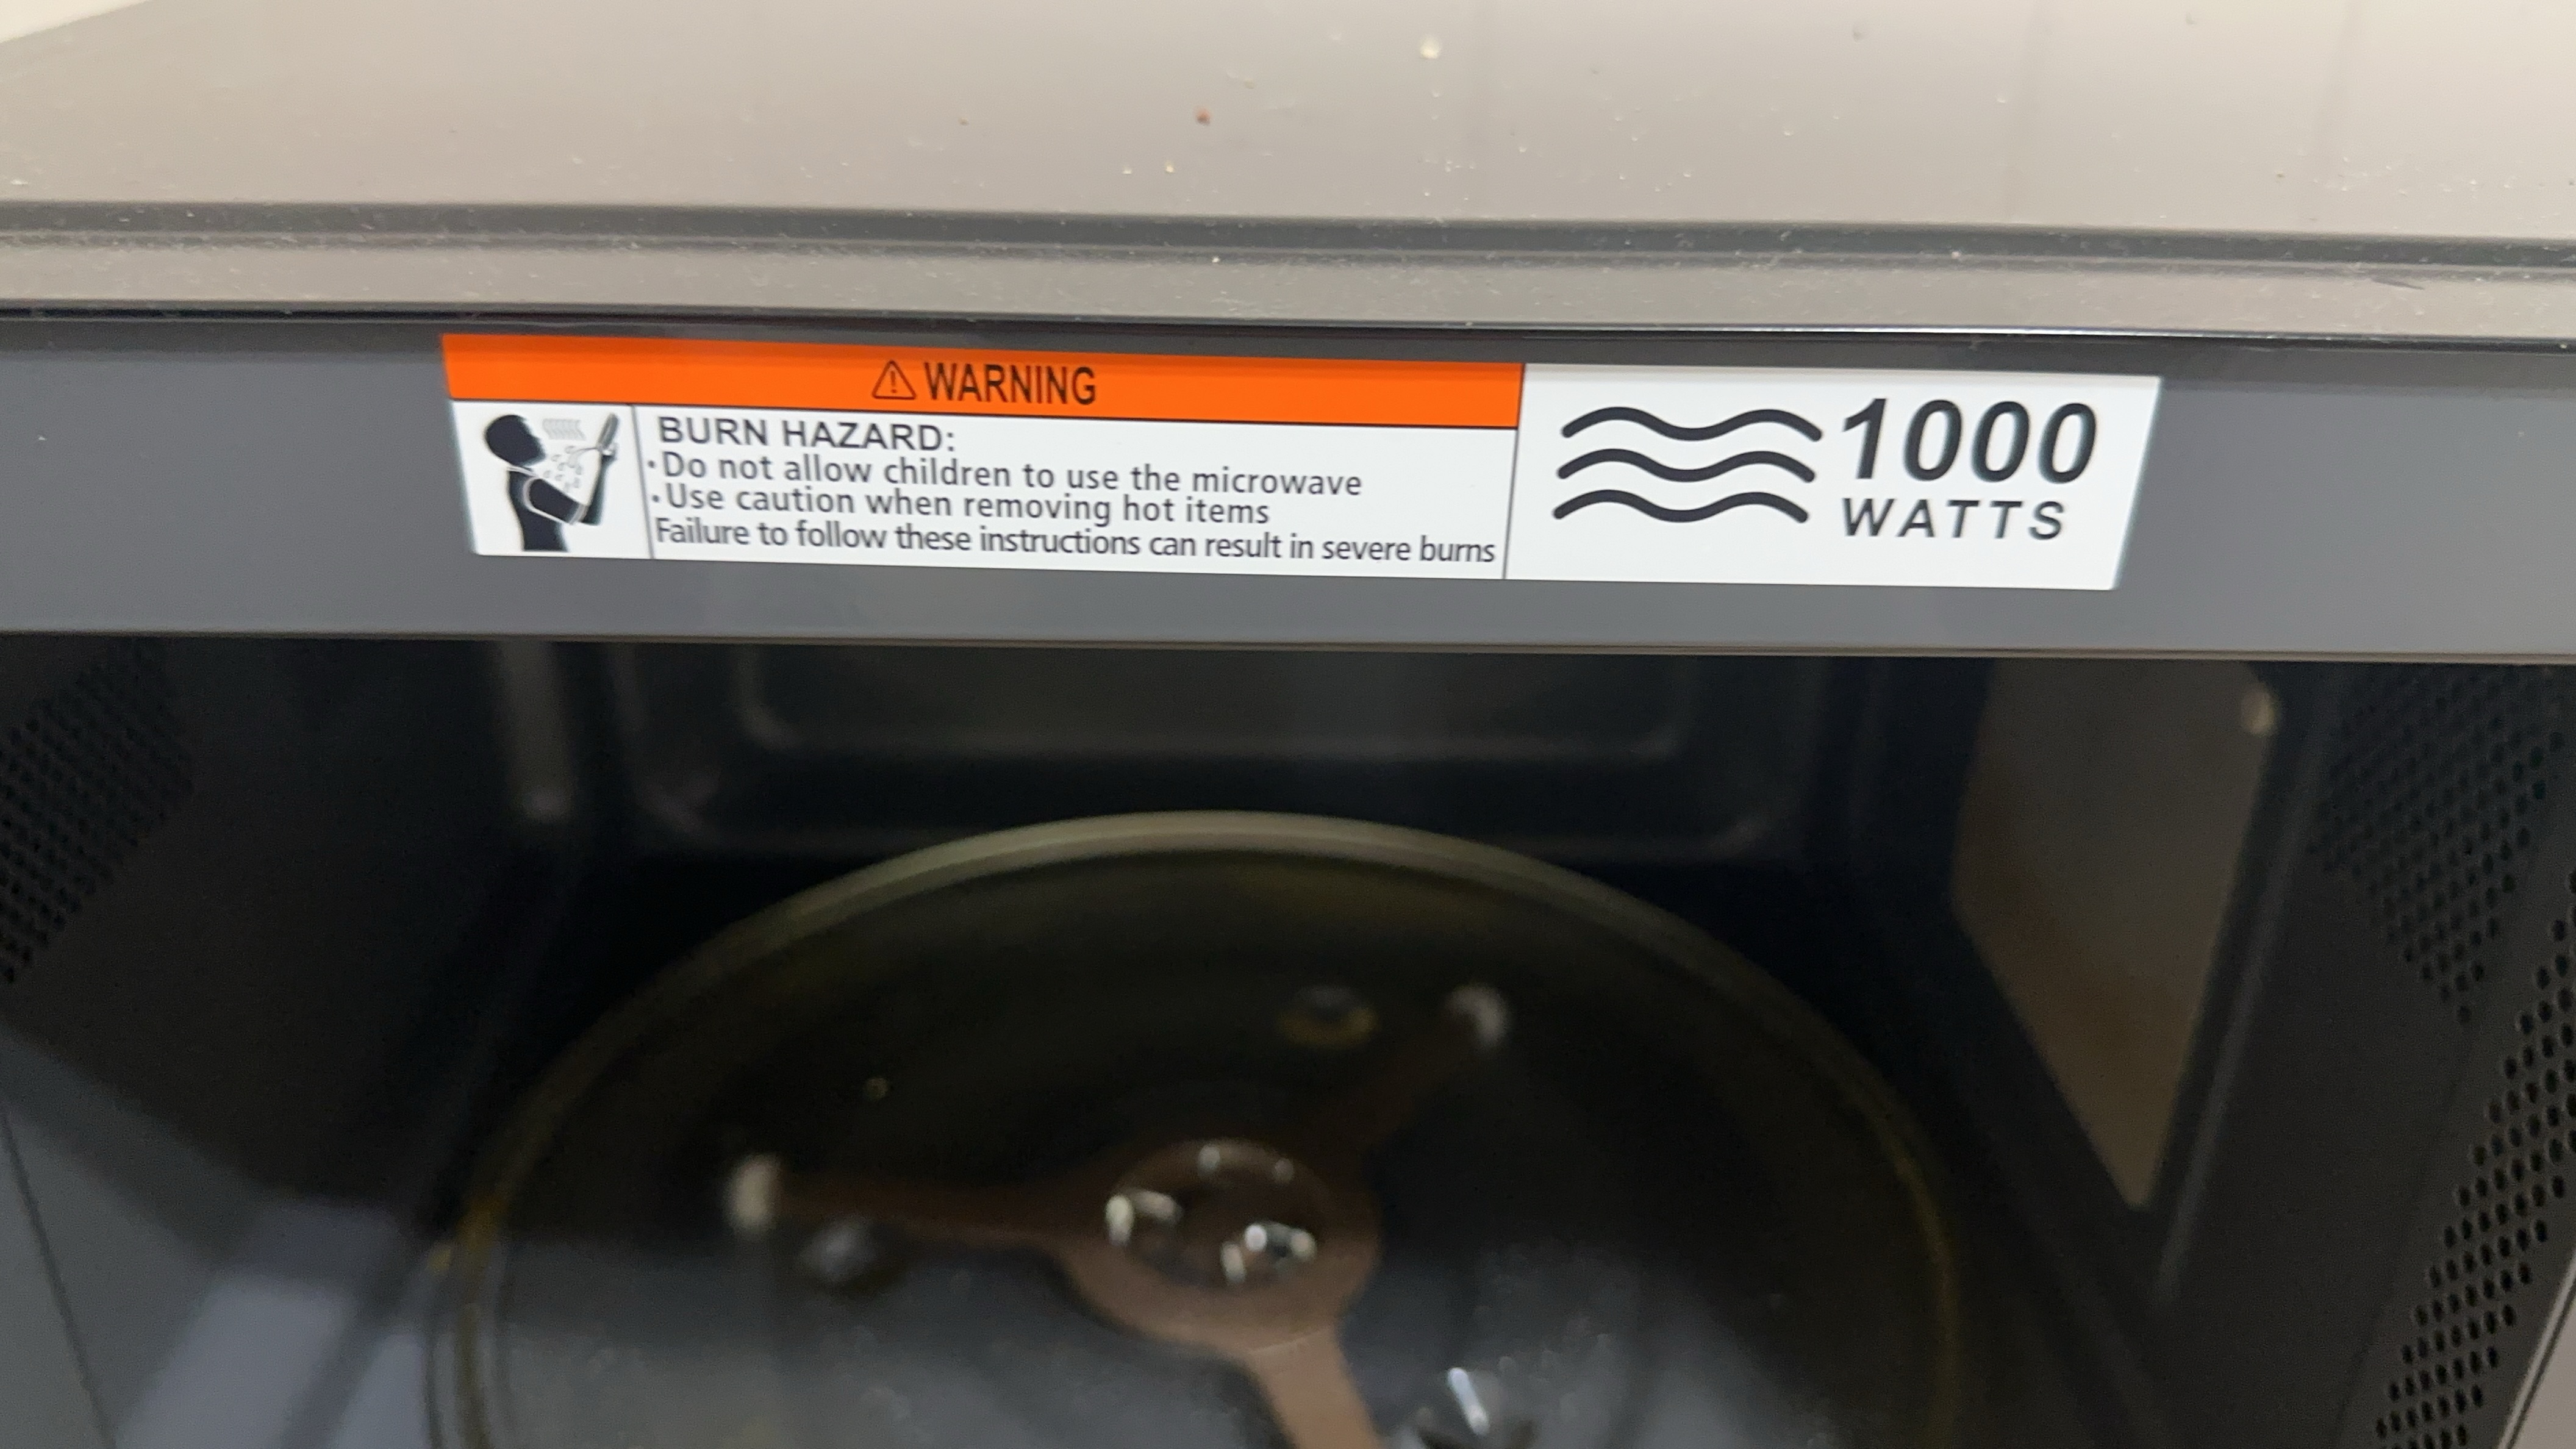 ⚠ WARNING
BURN HAZARD:
·Do not allow children to use the microwave
·Use caution when removing hot items
Failure to follow these instructions can result in severe burns
1000
WATTS